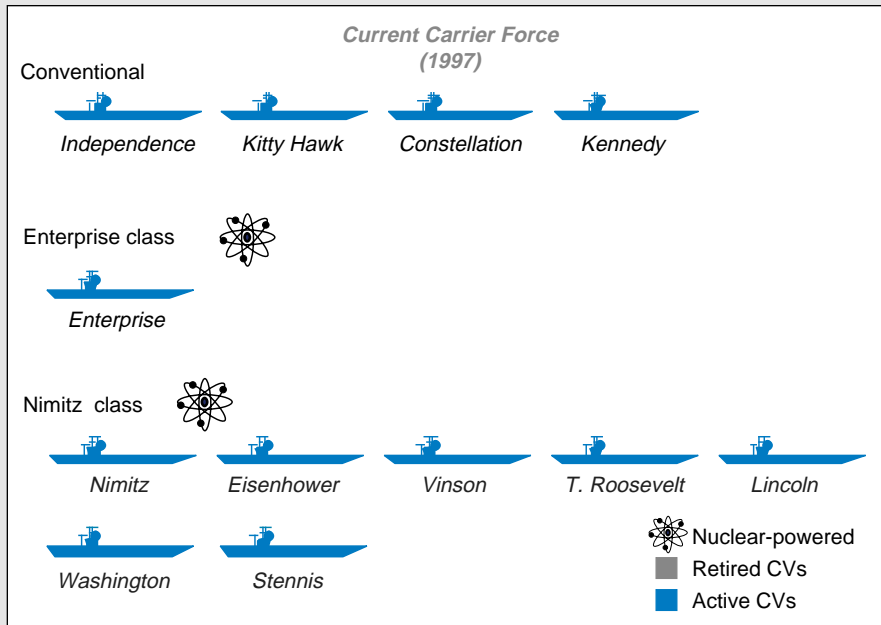 Current Carrier Force
(1997)
Conventional
Independence Kitty Hawk Constellation Kennedy
Enterprise class
Enterprise
Nimitz class
Nimitz Eisenhower Vinson T. Roosevelt Lincoln
Washington Stennis
Nuclear-powered
Retired CVs
Active CVs